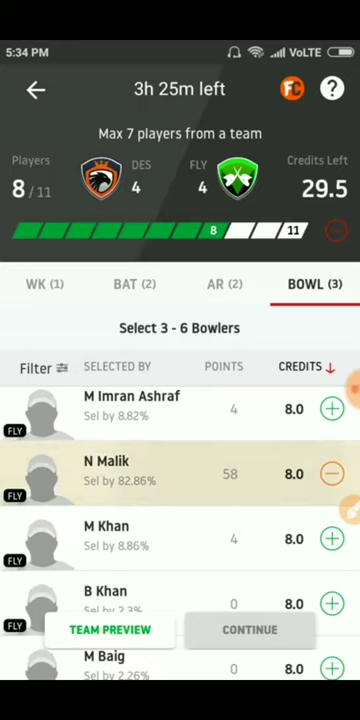 5:34 PM VoLTE
3h 25m left FC ?
Max 7 players from a team
Players DES FLY Credits Left
8 / 11 4 4 29.5
8 11
WK (1) BAT (2) AR (2) BOWL (3)
Select 3 - 6 Bowlers
Filter SELECTED BY POINTS CREDITS
M Imran Ashraf
Sel by 8.82% 4 8.0
FLY
N Malik
Sel by 82.86% 58 8.0
FLY
M Khan
Sel by 8.86% 4 8.0
FLY
B Khan
Sel by 2.3% 0 8.0
FLY
TEAM PREVIEW CONTINUE
M Baig
Sel by 2.26% 0 8.0